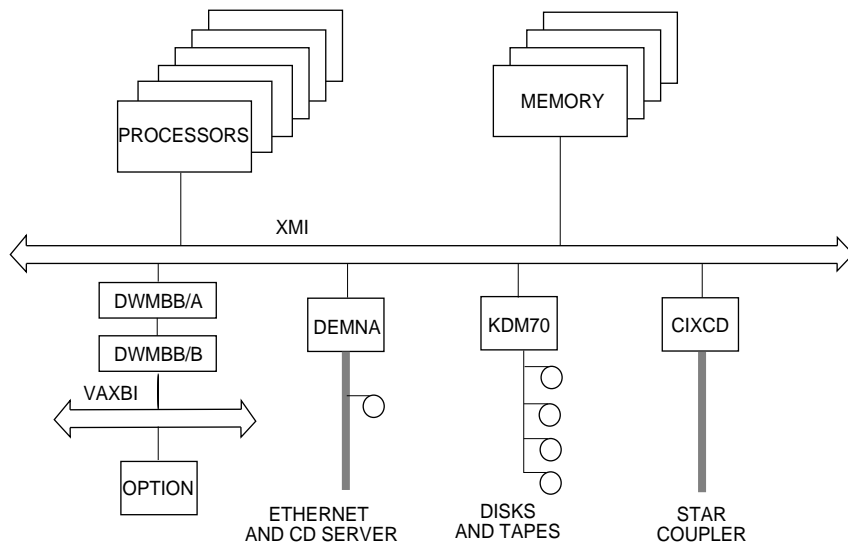 PROCESSORS
MEMORY
XMI
DWMBB/A
DEMNA
KDM70
CIXCD
DWMBB/B
VAXBI
OPTION
ETHERNET
AND CD SERVER
DISKS
AND TAPES
STAR
COUPLER